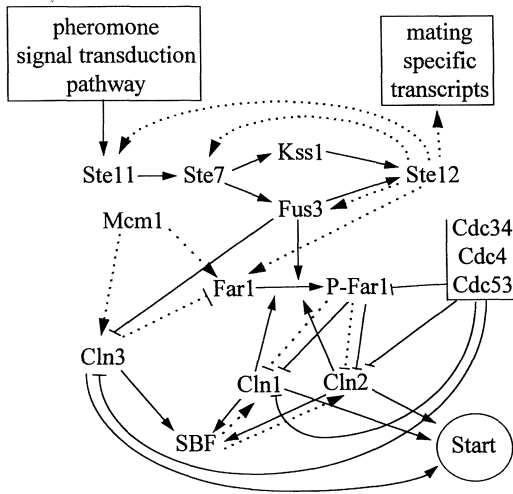 pheromone
signal transduction
pathway
mating
specific
transcripts
Kss1
Ste11
Ste7
Ste12
Fus3
Mcm1
Cdc34
Cdc4
Cdc53
Far1
P-Far1
Cln3
Cln1
Cln2
SBF
Start